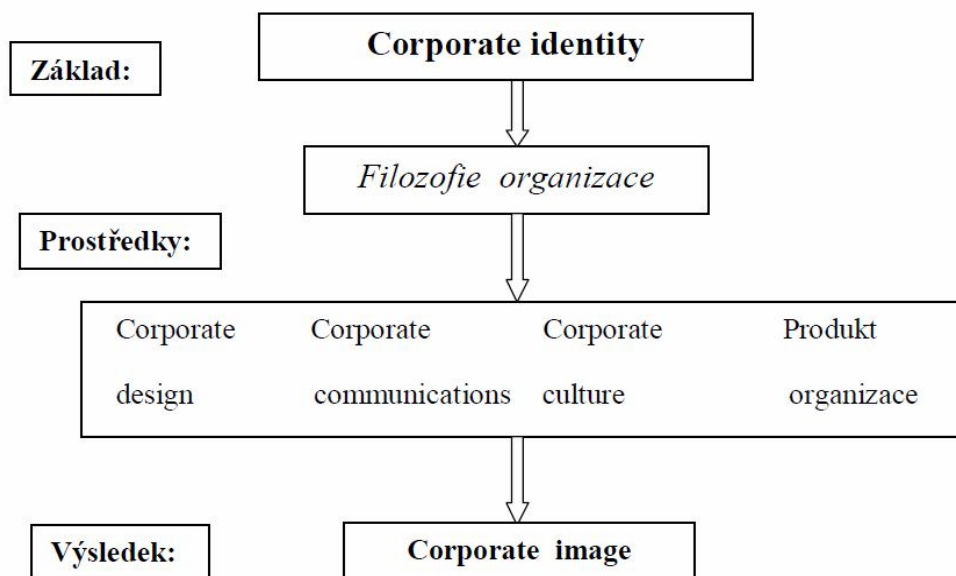 Corporate identity
Základ:
Filozofie organizace
Prostředky:
Corporate Corporate Corporate Produkt
design communications culture organizace
Výsledek:
Corporate image